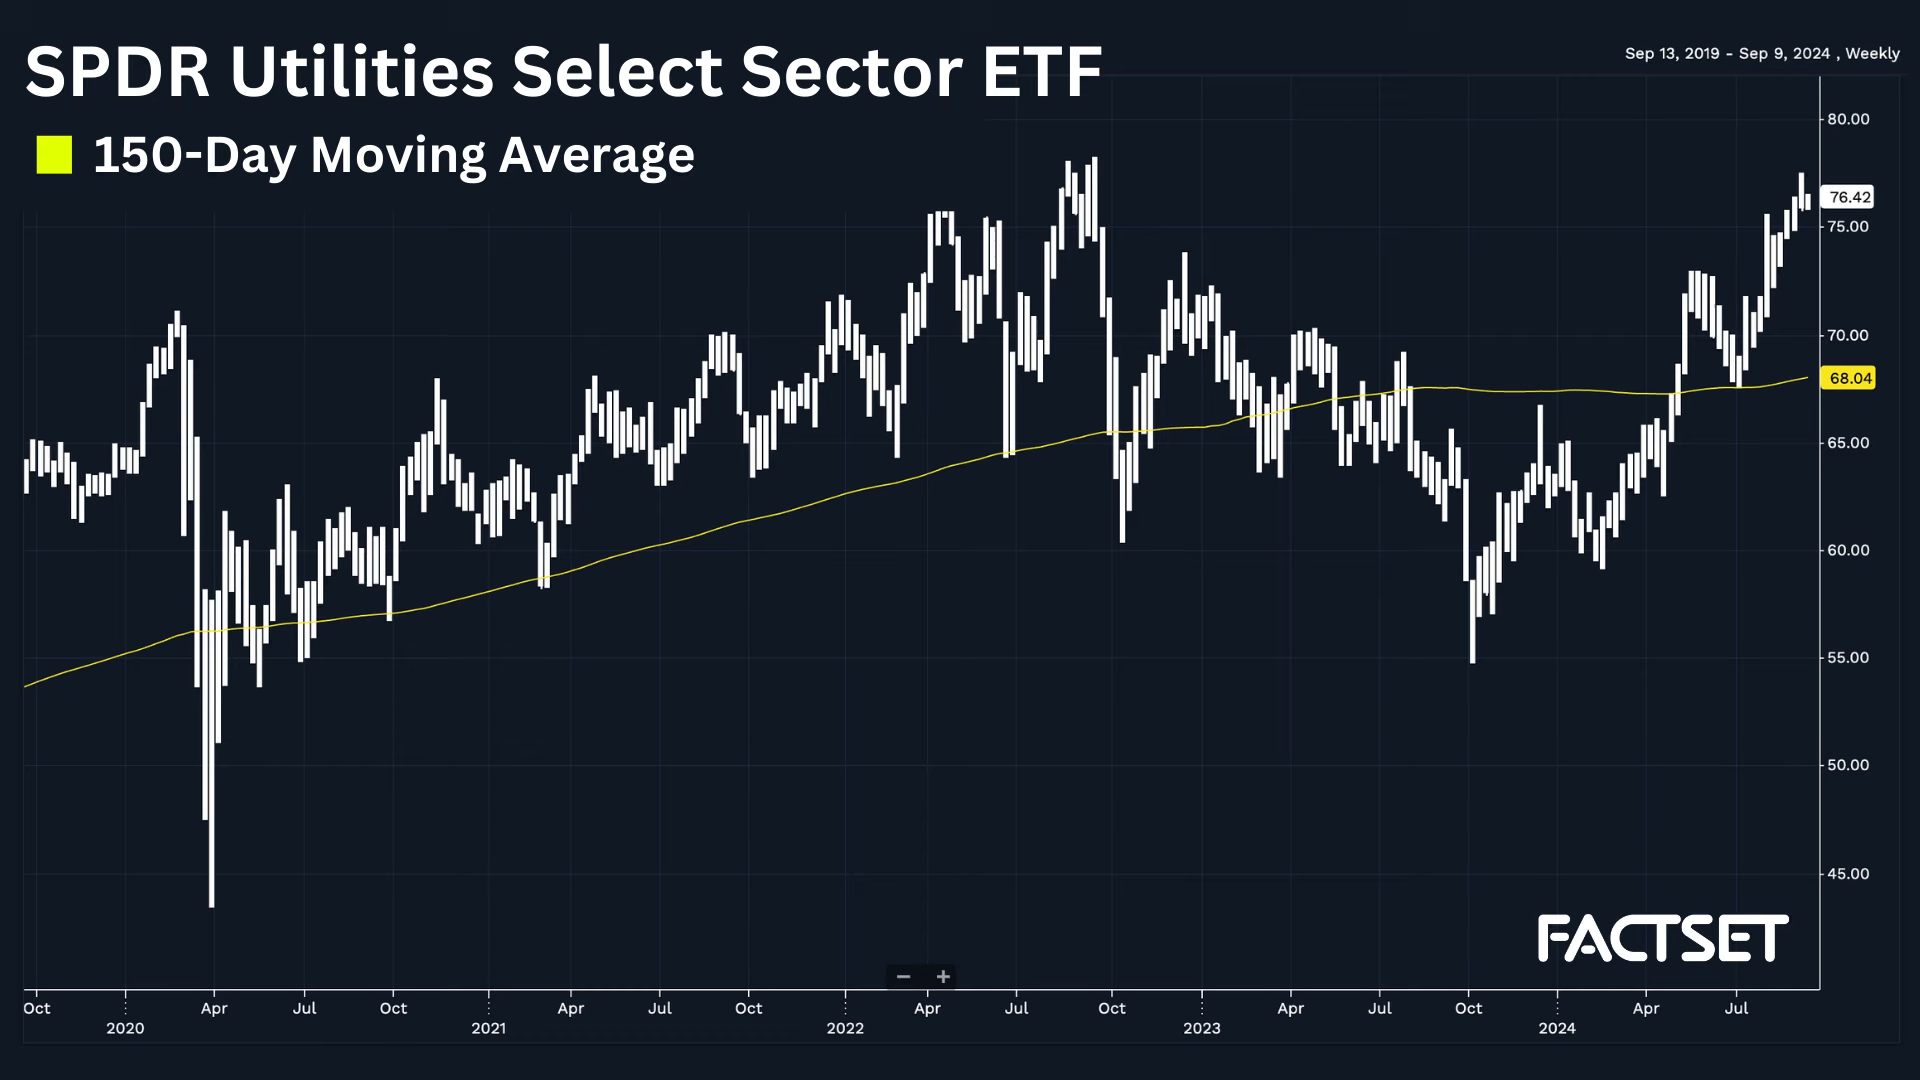 SPDR Utilities Select Sector ETF
Sep 13, 2019 - Sep 9, 2024 , Weekly
150-Day Moving Average
80.00
76.42
75.00
70.00
68.04
65.00
60.00
55.00
50.00
45.00
FACTSET
− +
Oct Apr Jul Oct Apr Jul Oct Apr Jul Oct Apr Jul Oct Apr Jul
2020 2021 2022 2023 2024